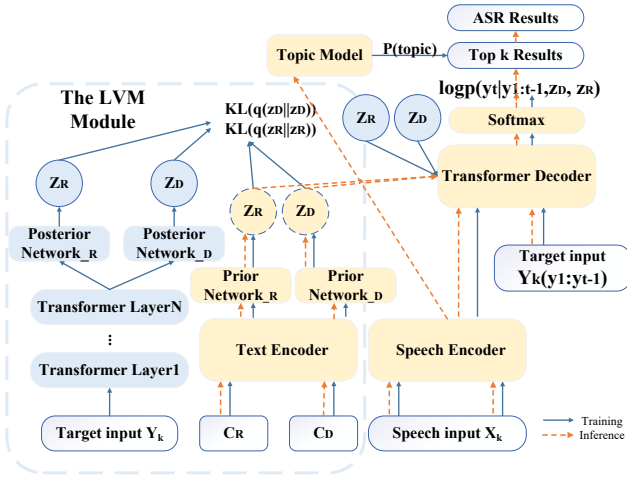 ASR Results
Topic Model
P(topic)
Top k Results
logp(yt|y1:t-1,zD, zR)
The LVM
Module
KL(q(zD||zD))
KL(q(zR||zR))
ZR
ZD
Softmax
Transformer Decoder
ZR
ZD
ZR
ZD
Posterior
Network_R
Posterior
Network_D
Target input
Yk(y1:yt-1)
Prior
Network_R
Prior
Network_D
Transformer LayerN
...
Transformer Layer1
Text Encoder
Speech Encoder
Target input Yk
CR
CD
Speech input Xk
Training
Inference